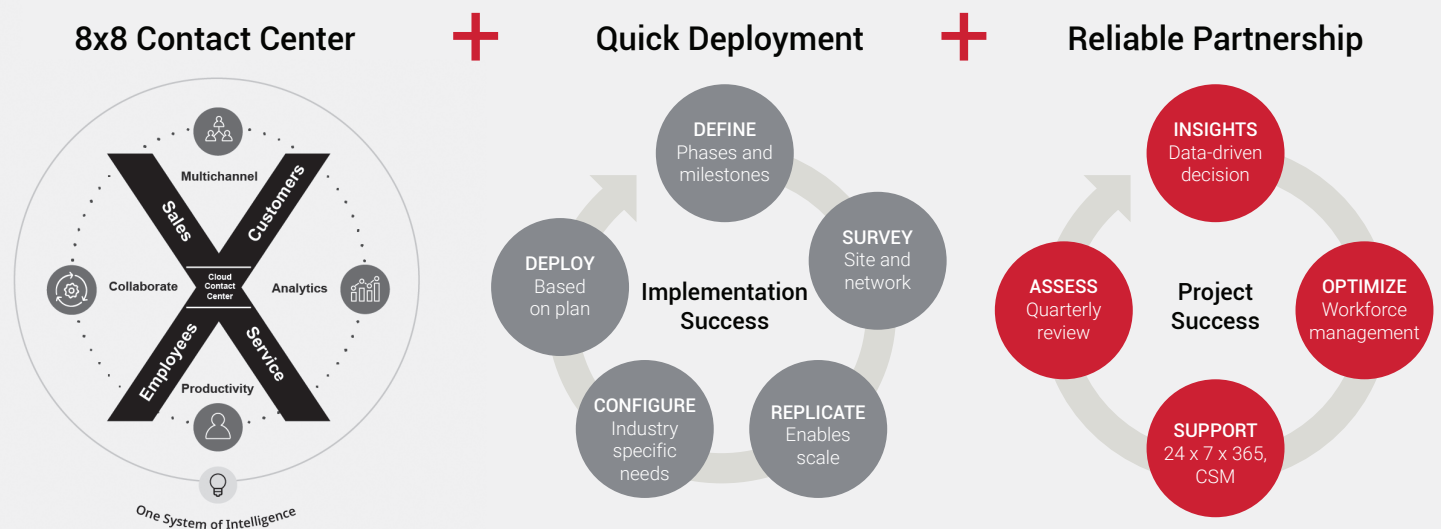 8x8 Contact Center
+
Quick Deployment
+
Reliable Partnership
Multichannel
Sales
Customers
Collaborate
Cloud
Contact
Center
Analytics
Employees
Service
Productivity
One System of Intelligence
DEFINE
Phases and
milestones
SURVEY
Site and
network
REPLICATE
Enables
scale
CONFIGURE
Industry
specific
needs
DEPLOY
Based
on plan
Implementation
Success
INSIGHTS
Data-driven
decision
OPTIMIZE
Workforce
management
SUPPORT
24 x 7 x 365,
CSM
ASSESS
Quarterly
review
Project
Success